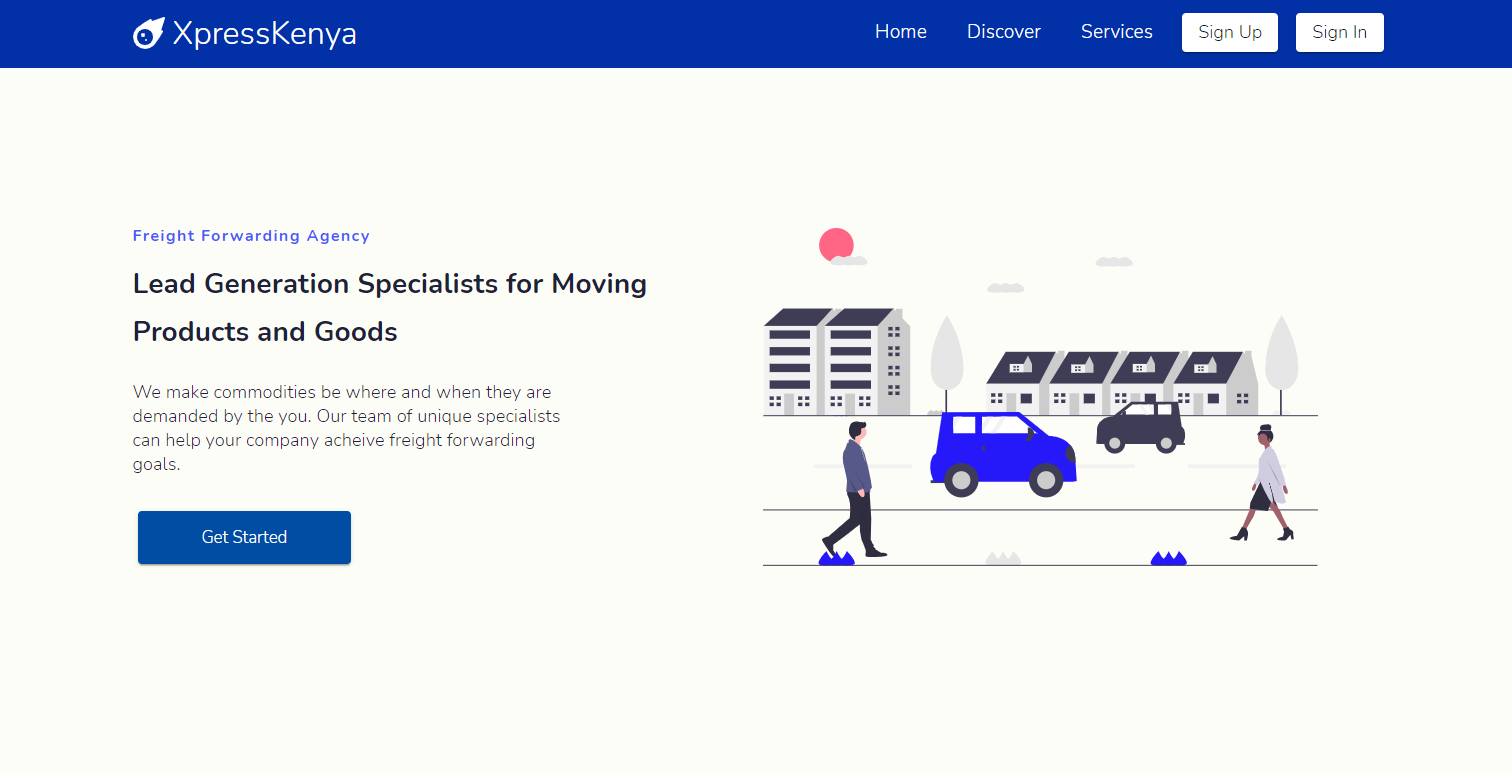 XpressKenya
Home
Discover
Services
Sign Up
Sign In
Freight Forwarding Agency
Lead Generation Specialists for Moving
Products and Goods
We make commodities be where and when they are
demanded by the you. Our team of unique specialists
can help your company acheive freight forwarding
goals.
Get Started